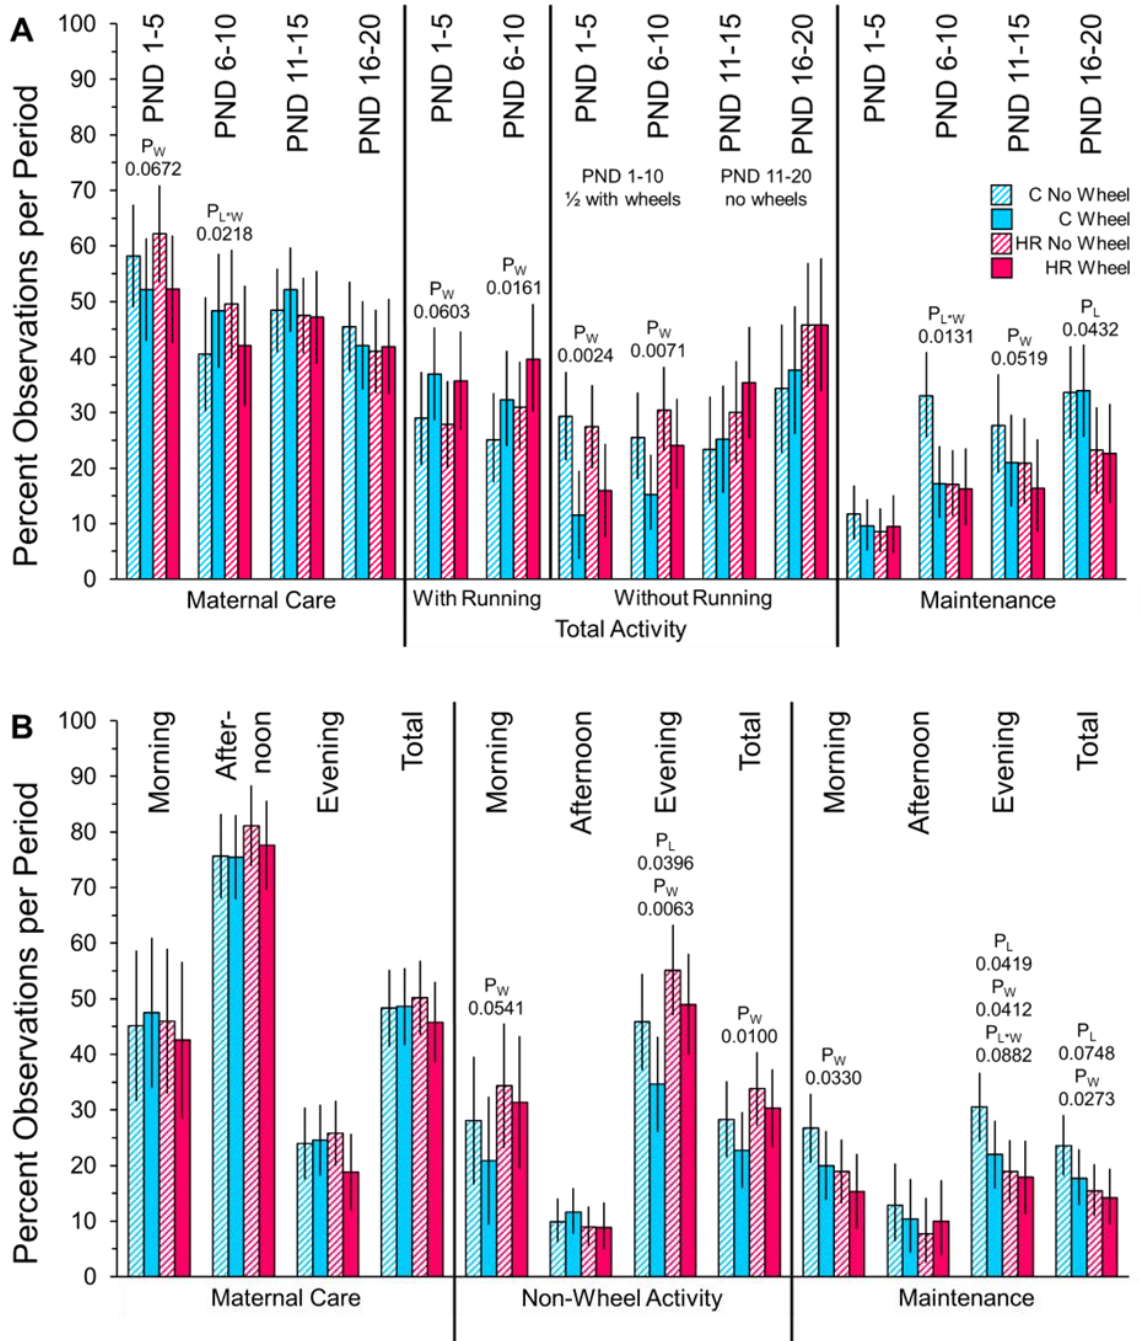 A
Percent Observations per Period
100
90
80
70
60
50
40
30
20
10
0
PND 1-5
PND 6-10
PND 11-15
PND 16-20
PND 1-5
PND 6-10
PND 1-5
PND 6-10
PND 11-15
PND 16-20
PND 1-5
PND 6-10
PND 11-15
PND 16-20
PW
0.0672
PL*W
0.0218
PW
0.0603
PW
0.0161
PND 1-10
½ with wheels
PND 11-20
no wheels
PW
0.0024
PW
0.0071
C No Wheel
C Wheel
HR No Wheel
HR Wheel
PL*W
0.0131
PW
0.0519
PL
0.0432
Maternal Care
With Running
Without Running
Maintenance
Total Activity
B
Percent Observations per Period
100
90
80
70
60
50
40
30
20
10
0
Morning
After-
noon
Evening
Total
Morning
Afternoon
Evening
Total
Morning
Afternoon
Evening
Total
PW
0.0541
PL
0.0396
PW
0.0063
PW
0.0100
PW
0.0330
PL
0.0419
PW
0.0412
PL*W
0.0882
PL
0.0748
PW
0.0273
Maternal Care
Non-Wheel Activity
Maintenance